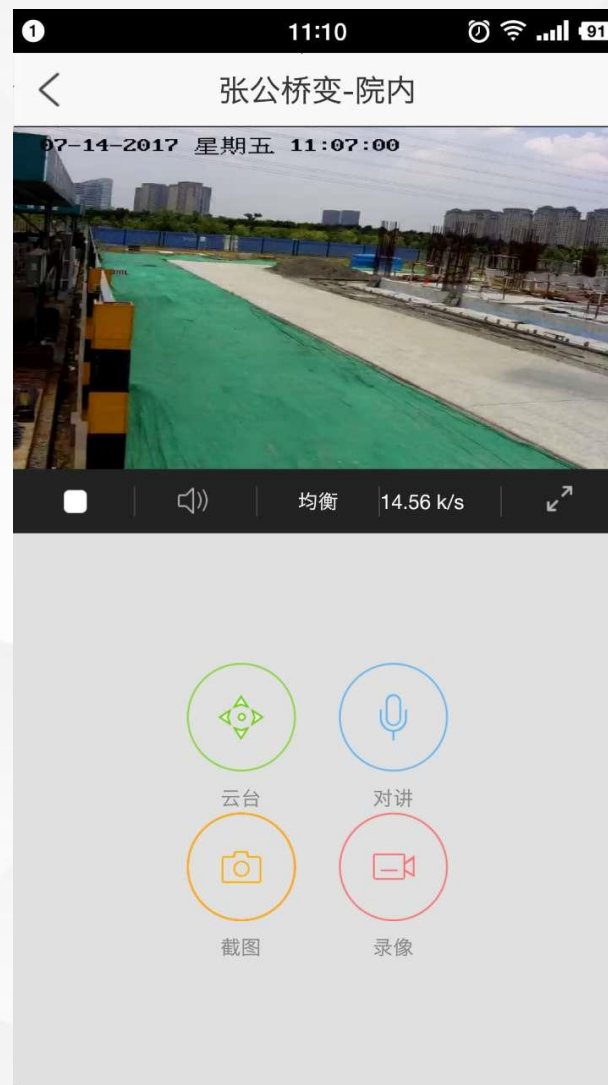 1 11:10 91
张公桥变-院内
07-14-2017 星期五 11:07:00
均衡 14.56 k/s
云台 对讲
截图 录像